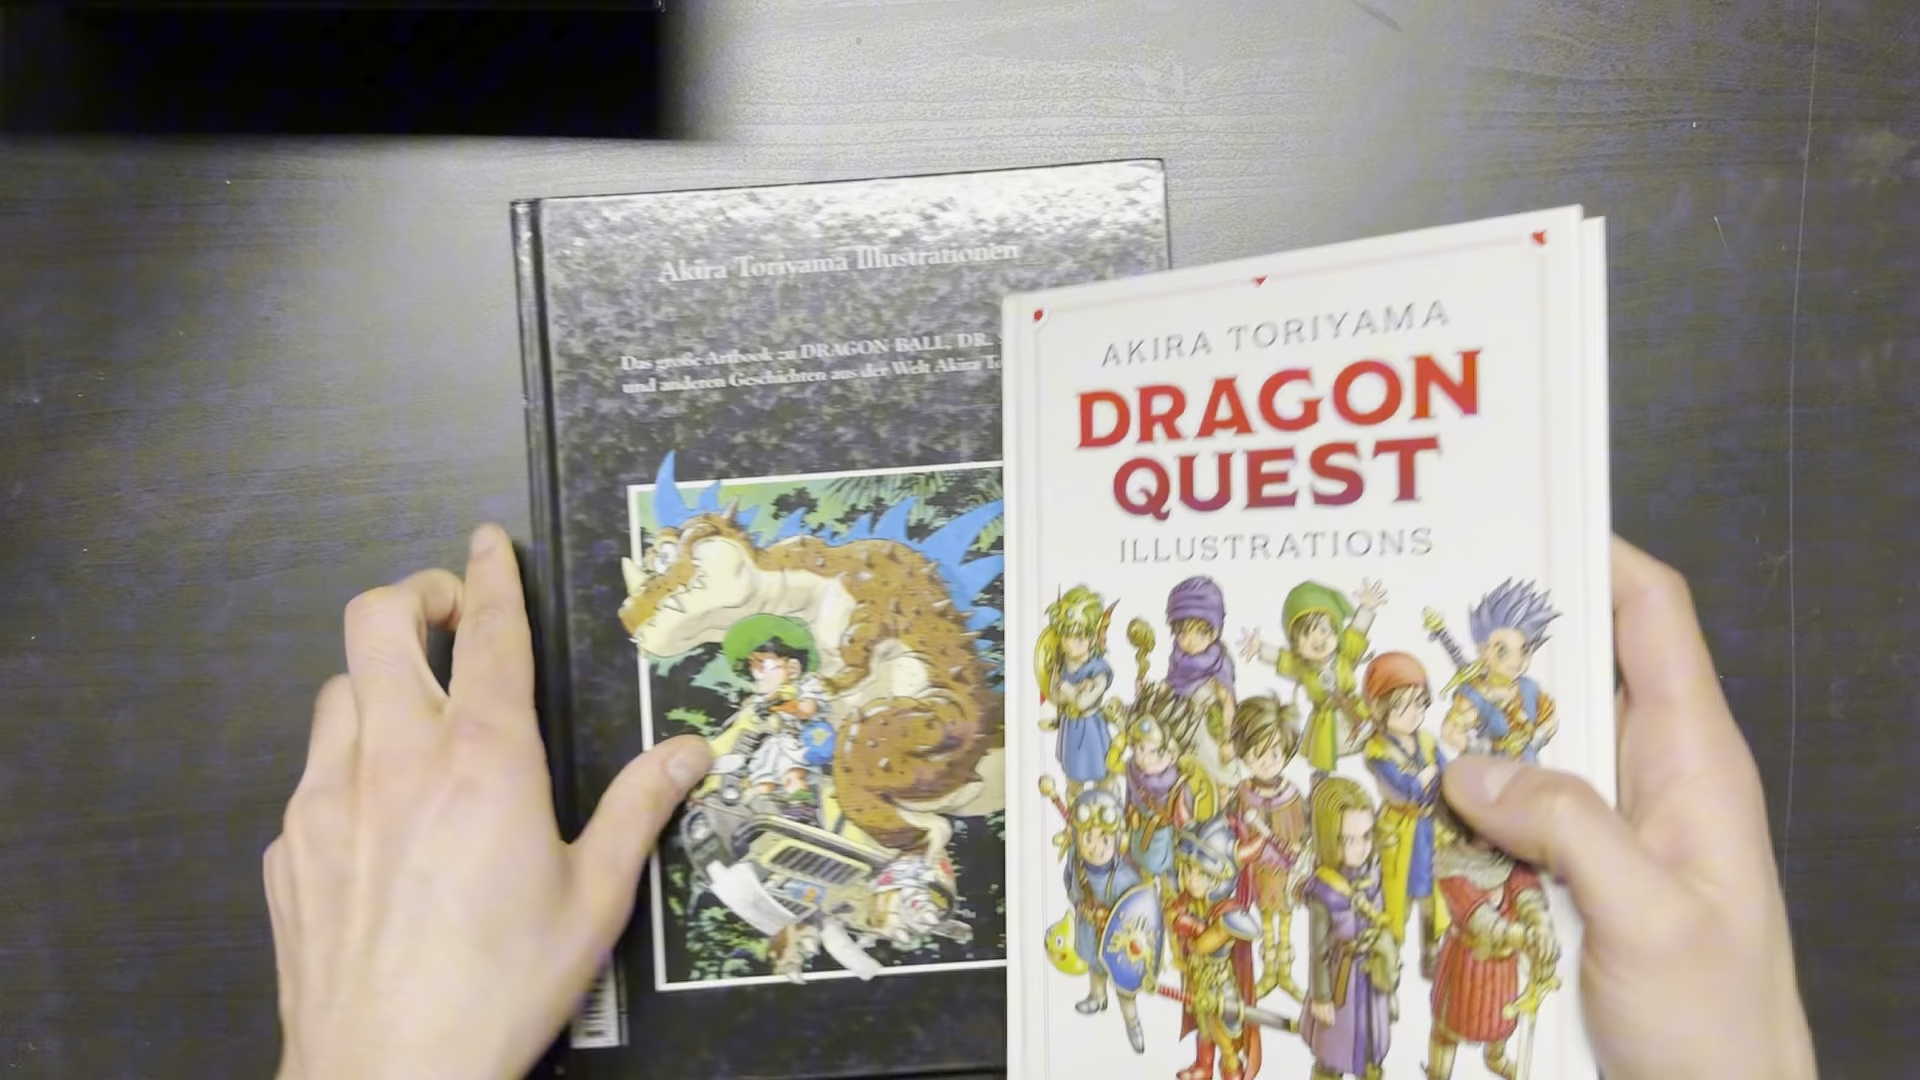 Akira Toriyama Illustrationen
Das große Artbook zu DRAGON BALL, DR.
und anderen Geschichten aus der Welt Akira
AKIRA TORIYAMA
DRAGON
QUEST
ILLUSTRATIONS